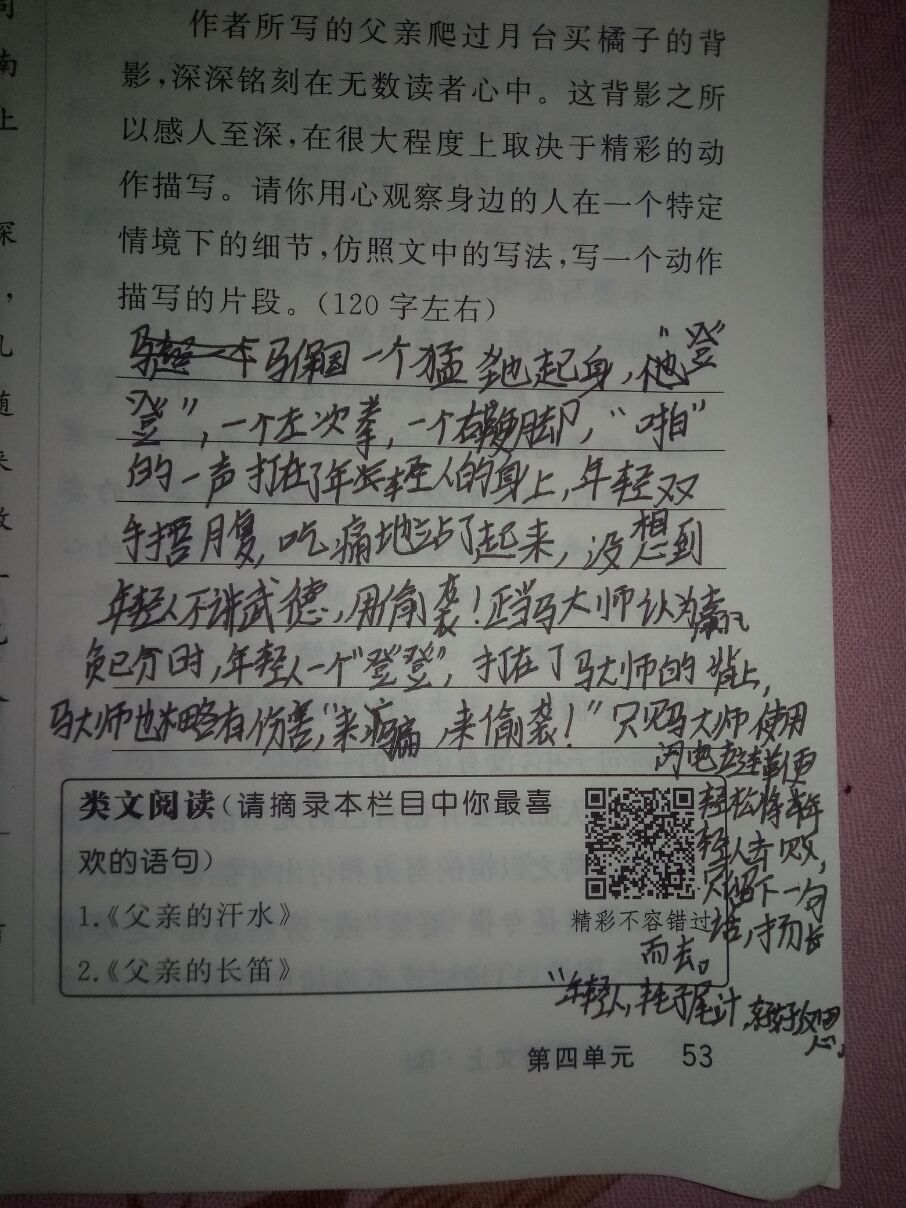 作者所写的父亲爬过月台买橘子的背
影,深深铭刻在无数读者心中。这背影之所
以感人至深,在很大程度上取决于精彩的动
作描写。请你用心观察身边的人在一个特定
情境下的细节,仿照文中的写法,写一个动作
描写的片段。(120字左右)
马保国一个猛地起身,他“登
登”,一个左次拳,一个右鞭脚,“啪”
的一声打在了年轻人的身上,年轻双
手捂腹,吃痛地站了起来,没想到
年轻人不讲武德,用偷袭!正当马大师认为赢
负已分时,年轻人一个“登登”,打在了马大师的背上,
马大师也略有伤害,“来骗,来偷袭!”只见马大师使用
闪电连鞭便
轻松将年
轻人击败,
只留下一句
话,扬长
而去。
“年轻人,耗子尾汁,好好反思。
类文阅读(请摘录本栏目中你最喜
欢的语句)
1.《父亲的汗水》
2.《父亲的长笛》
精彩不容错过
第四单元 53
南
上
深
,
几
随